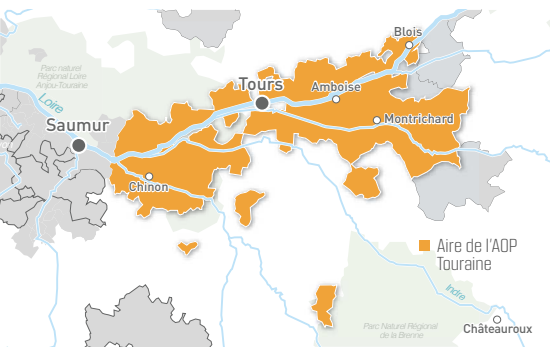 Blois
Parc naturel
Régional Loire
Anjou-Touraine
Tours
Amboise
Loire
Montrichard
Saumur
Chinon
Aire de l'AOP
Touraine
Indre
Parc Naturel Régional
de la Brenne
Châteauroux